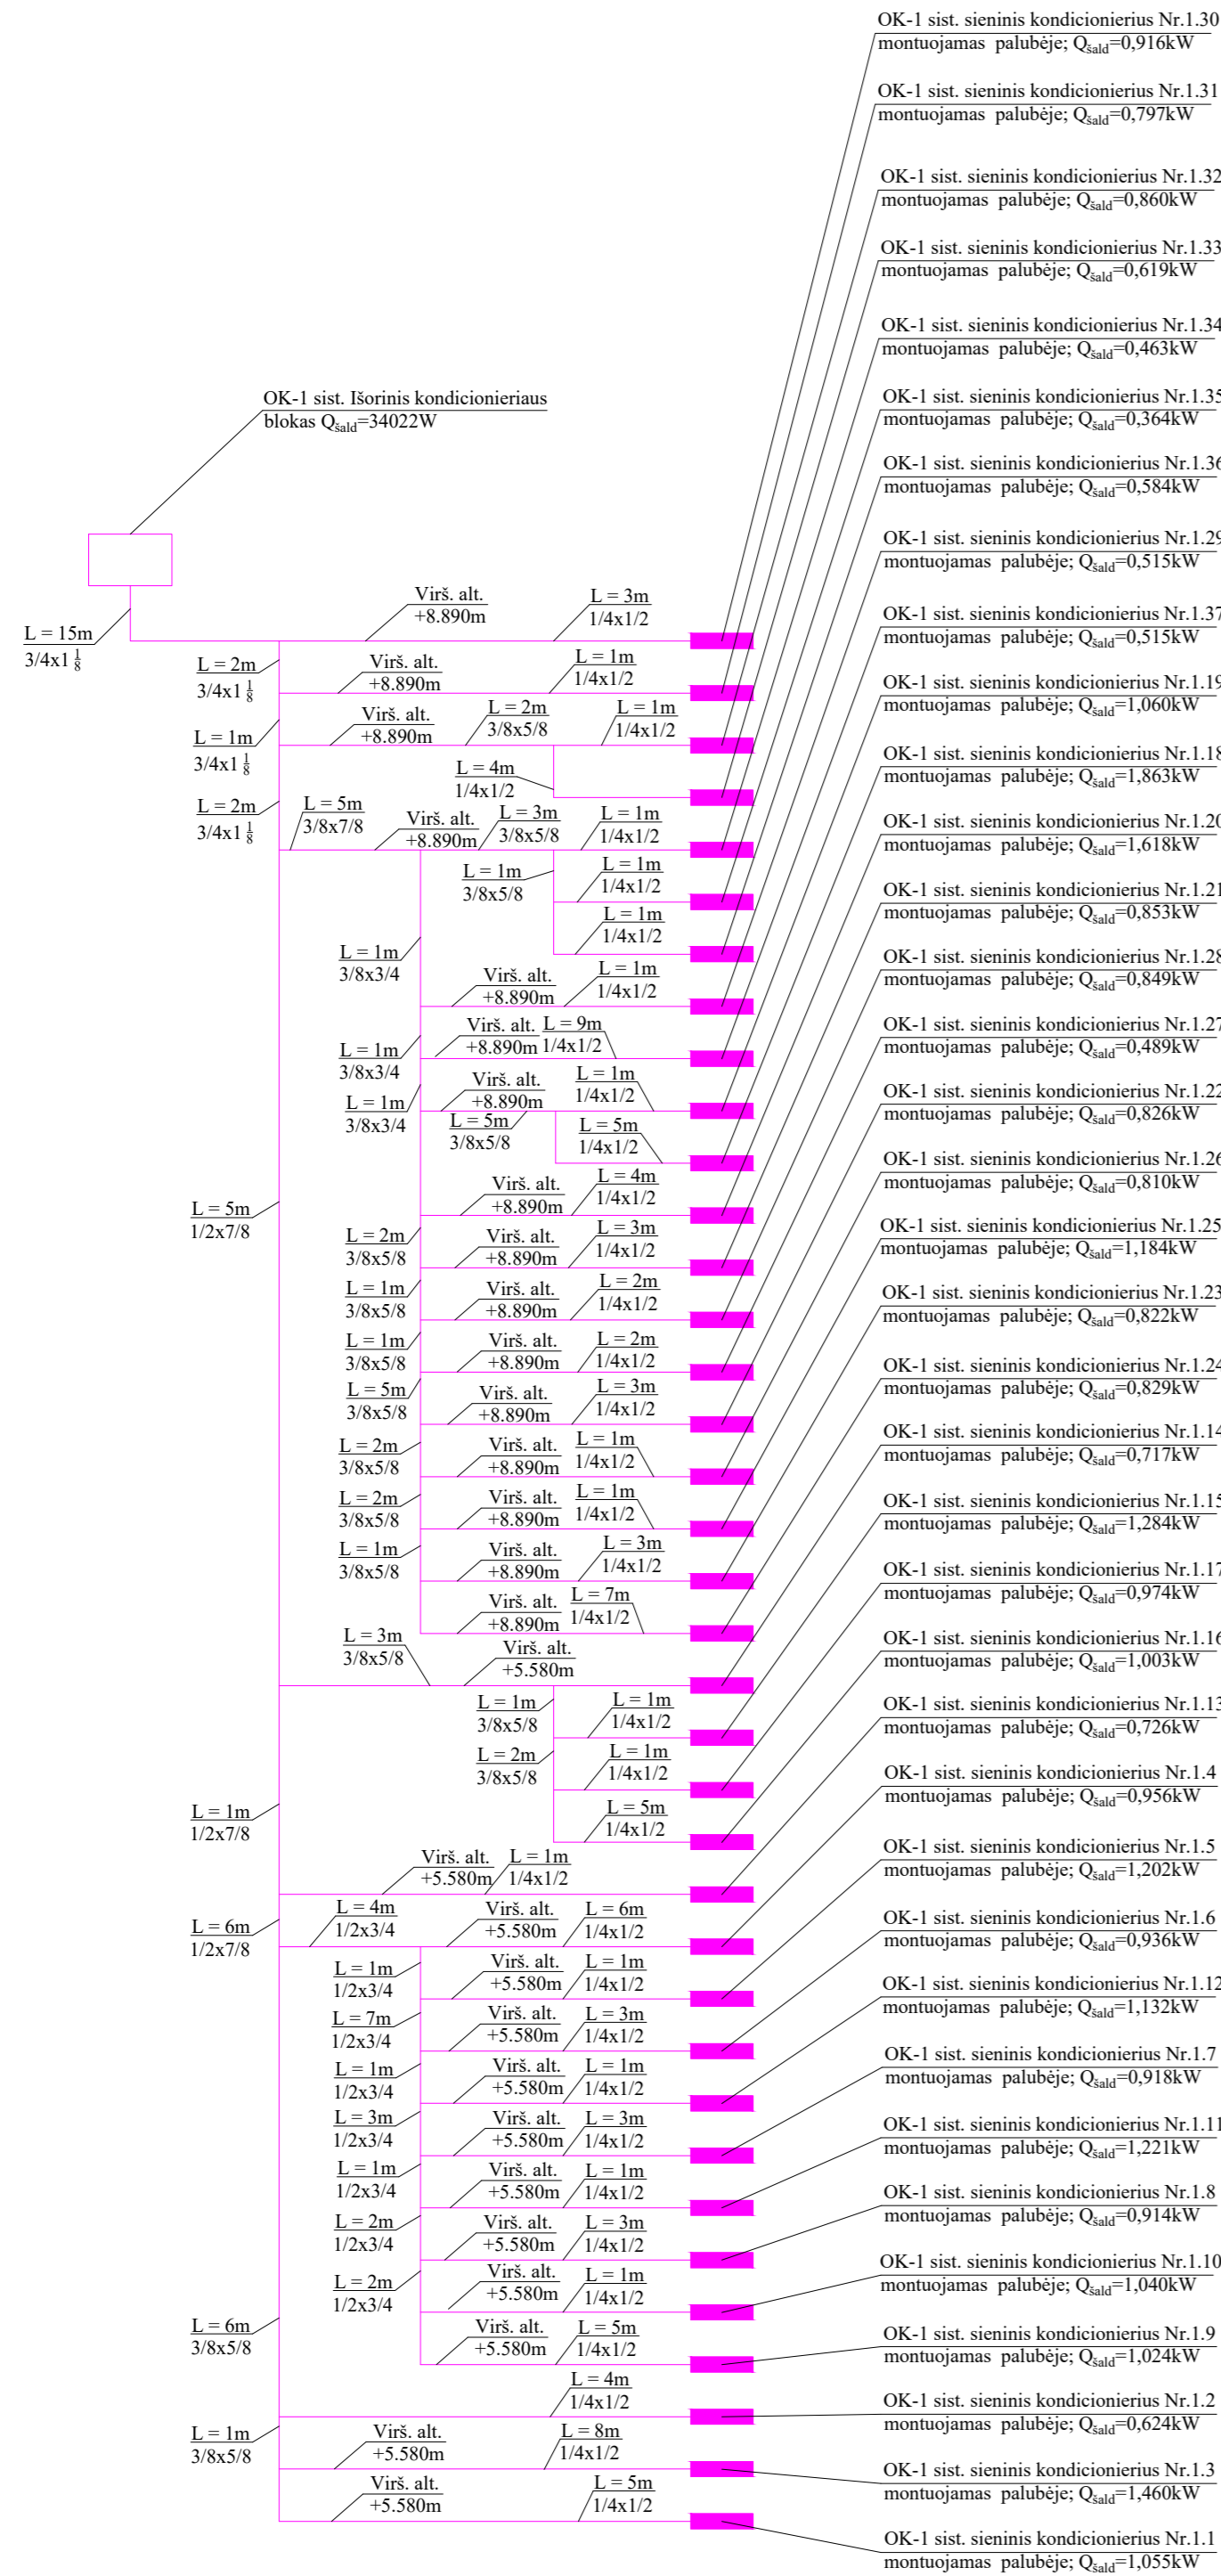 OK-1 sist. sieninis kondicionierius Nr.1.30
montuojamas palubėje; Qšald=0,916kW
OK-1 sist. sieninis kondicionierius Nr.1.31
montuojamas palubėje; Qšald=0,797kW
OK-1 sist. sieninis kondicionierius Nr.1.32
montuojamas palubėje; Qšald=0,860kW
OK-1 sist. sieninis kondicionierius Nr.1.33
montuojamas palubėje; Qšald=0,619kW
OK-1 sist. sieninis kondicionierius Nr.1.34
montuojamas palubėje; Qšald=0,463kW
OK-1 sist. sieninis kondicionierius Nr.1.35
montuojamas palubėje; Qšald=0,364kW
OK-1 sist. sieninis kondicionierius Nr.1.36
montuojamas palubėje; Qšald=0,584kW
OK-1 sist. sieninis kondicionierius Nr.1.29
montuojamas palubėje; Qšald=0,515kW
OK-1 sist. sieninis kondicionierius Nr.1.37
montuojamas palubėje; Qšald=0,515kW
OK-1 sist. sieninis kondicionierius Nr.1.19
montuojamas palubėje; Qšald=1,060kW
OK-1 sist. sieninis kondicionierius Nr.1.18
montuojamas palubėje; Qšald=1,863kW
OK-1 sist. sieninis kondicionierius Nr.1.20
montuojamas palubėje; Qšald=1,618kW
OK-1 sist. sieninis kondicionierius Nr.1.21
montuojamas palubėje; Qšald=0,853kW
OK-1 sist. sieninis kondicionierius Nr.1.28
montuojamas palubėje; Qšald=0,849kW
OK-1 sist. sieninis kondicionierius Nr.1.27
montuojamas palubėje; Qšald=0,489kW
OK-1 sist. sieninis kondicionierius Nr.1.22
montuojamas palubėje; Qšald=0,826kW
OK-1 sist. sieninis kondicionierius Nr.1.26
montuojamas palubėje; Qšald=0,810kW
OK-1 sist. sieninis kondicionierius Nr.1.25
montuojamas palubėje; Qšald=1,184kW
OK-1 sist. sieninis kondicionierius Nr.1.23
montuojamas palubėje; Qšald=0,822kW
OK-1 sist. sieninis kondicionierius Nr.1.24
montuojamas palubėje; Qšald=0,829kW
OK-1 sist. sieninis kondicionierius Nr.1.14
montuojamas palubėje; Qšald=0,717kW
OK-1 sist. sieninis kondicionierius Nr.1.15
montuojamas palubėje; Qšald=1,284kW
OK-1 sist. sieninis kondicionierius Nr.1.17
montuojamas palubėje; Qšald=0,974kW
OK-1 sist. sieninis kondicionierius Nr.1.16
montuojamas palubėje; Qšald=1,003kW
OK-1 sist. sieninis kondicionierius Nr.1.13
montuojamas palubėje; Qšald=0,726kW
OK-1 sist. sieninis kondicionierius Nr.1.4
montuojamas palubėje; Qšald=0,956kW
OK-1 sist. sieninis kondicionierius Nr.1.5
montuojamas palubėje; Qšald=1,202kW
OK-1 sist. sieninis kondicionierius Nr.1.6
montuojamas palubėje; Qšald=0,936kW
OK-1 sist. sieninis kondicionierius Nr.1.12
montuojamas palubėje; Qšald=1,132kW
OK-1 sist. sieninis kondicionierius Nr.1.7
montuojamas palubėje; Qšald=0,918kW
OK-1 sist. sieninis kondicionierius Nr.1.11
montuojamas palubėje; Qšald=1,221kW
OK-1 sist. sieninis kondicionierius Nr.1.8
montuojamas palubėje; Qšald=0,914kW
OK-1 sist. sieninis kondicionierius Nr.1.10
montuojamas palubėje; Qšald=1,040kW
OK-1 sist. sieninis kondicionierius Nr.1.9
montuojamas palubėje; Qšald=1,024kW
OK-1 sist. sieninis kondicionierius Nr.1.2
montuojamas palubėje; Qšald=0,624kW
OK-1 sist. sieninis kondicionierius Nr.1.3
montuojamas palubėje; Qšald=1,460kW
OK-1 sist. sieninis kondicionierius Nr.1.1
montuojamas palubėje; Qšald=1,055kW
OK-1 sist. Išorinis kondicionieriaus
blokas Qšald=34022W
L = 15m
3/4x1 1/8
L = 2m
3/4x1 1/8
L = 1m
3/4x1 1/8
L = 2m
3/4x1 1/8
L = 5m
1/2x7/8
L = 1m
1/2x7/8
L = 6m
1/2x7/8
L = 6m
3/8x5/8
L = 1m
3/8x5/8
Virš. alt.
+8.890m
L = 3m
1/4x1/2
Virš. alt.
+8.890m
L = 1m
1/4x1/2
Virš. alt.
+8.890m
L = 2m
3/8x5/8
L = 1m
1/4x1/2
L = 4m
1/4x1/2
L = 5m
3/8x7/8
Virš. alt.
+8.890m
L = 3m
3/8x5/8
L = 1m
1/4x1/2
L = 1m
3/8x5/8
L = 1m
1/4x1/2
L = 1m
1/4x1/2
L = 1m
3/8x3/4
Virš. alt.
+8.890m
L = 1m
1/4x1/2
L = 1m
3/8x3/4
Virš. alt.
+8.890m
L = 9m
1/4x1/2
L = 1m
3/8x3/4
Virš. alt.
+8.890m
L = 1m
1/4x1/2
L = 5m
3/8x5/8
L = 5m
1/4x1/2
Virš. alt.
+8.890m
L = 4m
1/4x1/2
L = 2m
3/8x5/8
Virš. alt.
+8.890m
L = 3m
1/4x1/2
L = 1m
3/8x5/8
Virš. alt.
+8.890m
L = 2m
1/4x1/2
L = 1m
3/8x5/8
Virš. alt.
+8.890m
L = 2m
1/4x1/2
L = 5m
3/8x5/8
Virš. alt.
+8.890m
L = 3m
1/4x1/2
L = 2m
3/8x5/8
Virš. alt.
+8.890m
L = 1m
1/4x1/2
L = 2m
3/8x5/8
Virš. alt.
+8.890m
L = 1m
1/4x1/2
L = 1m
3/8x5/8
Virš. alt.
+8.890m
L = 3m
1/4x1/2
Virš. alt.
+8.890m
L = 7m
1/4x1/2
L = 3m
3/8x5/8
Virš. alt.
+5.580m
L = 1m
3/8x5/8
L = 1m
1/4x1/2
L = 2m
3/8x5/8
L = 1m
1/4x1/2
L = 5m
1/4x1/2
Virš. alt.
+5.580m
L = 1m
1/4x1/2
L = 4m
1/2x3/4
Virš. alt.
+5.580m
L = 6m
1/4x1/2
L = 1m
1/2x3/4
Virš. alt.
+5.580m
L = 1m
1/4x1/2
L = 7m
1/2x3/4
Virš. alt.
+5.580m
L = 3m
1/4x1/2
L = 1m
1/2x3/4
Virš. alt.
+5.580m
L = 1m
1/4x1/2
L = 3m
1/2x3/4
Virš. alt.
+5.580m
L = 3m
1/4x1/2
L = 1m
1/2x3/4
Virš. alt.
+5.580m
L = 1m
1/4x1/2
L = 2m
1/2x3/4
Virš. alt.
+5.580m
L = 3m
1/4x1/2
L = 2m
1/2x3/4
Virš. alt.
+5.580m
L = 1m
1/4x1/2
Virš. alt.
+5.580m
L = 5m
1/4x1/2
L = 4m
1/4x1/2
Virš. alt.
+5.580m
L = 8m
1/4x1/2
Virš. alt.
+5.580m
L = 5m
1/4x1/2